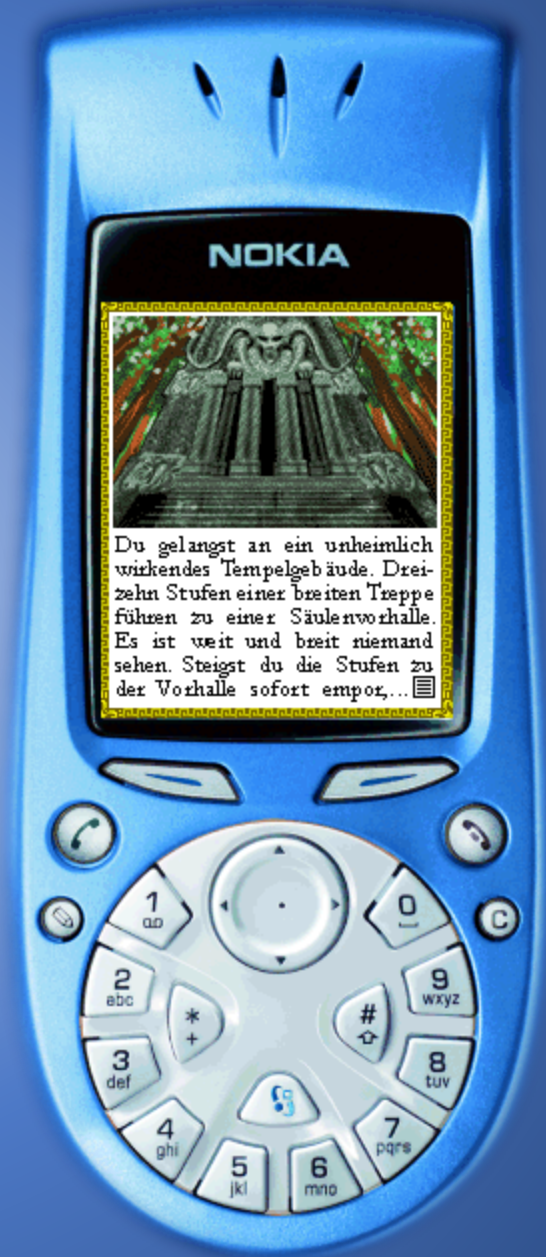 NOKIA
Du gelangst an ein unheimlich
wirkendes Tempelgebäude. Drei-
zehn Stufen einer breiten Treppe
führen zu einer Säulenvorhalle.
Es ist weit und breit niemand
sehen. Steigst du die Stufen zu
der Vorhalle sofort empor,...
1
0
C
2
abc
9
wxyz
*
+
#
3
def
8
tuv
4
ghi
7
pqrs
5
jkl
6
mno